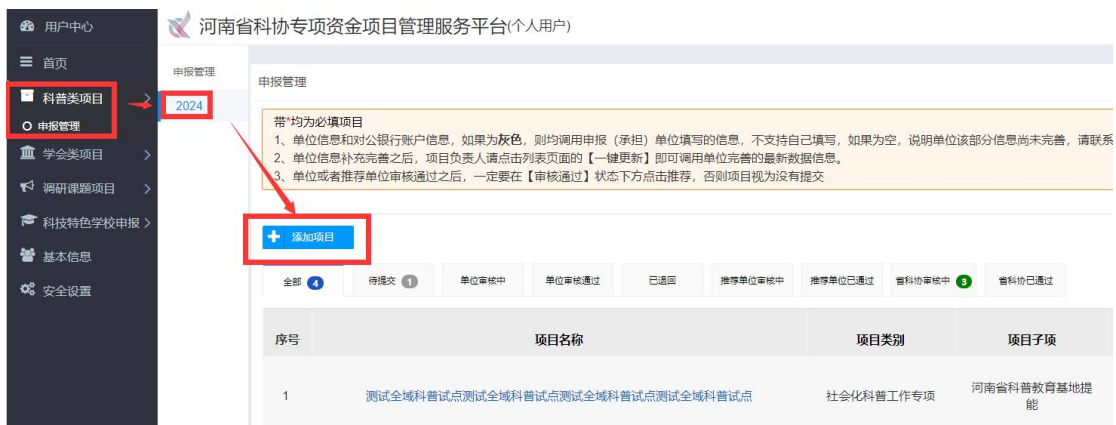 用户中心
河南省科协专项资金项目管理服务平台(个人用户)
首页
科普类项目
申报管理
学会类项目
调研课题项目
科技特色学校申报
基本信息
安全设置
申报管理
2024
申报管理
带*均为必填项目
1、单位信息和对公银行账户信息，如果为灰色，则均调用申报（承担）单位填写的信息，不支持自己填写，如果为空，说明单位该部分信息尚未完善，请联系
2、单位信息补充完善之后，项目负责人请点击列表页面的【一键更新】即可调用单位完善的最新数据信息。
3、单位或者推荐单位审核通过之后，一定要在【审核通过】状态下方点击推荐，否则项目视为没有提交
添加项目
全部 4 待提交 1 单位审核中 单位审核通过 已退回 推荐单位审核中 推荐单位已通过 省科协审核中 3 省科协已通过
序号 项目名称 项目类别 项目子项
1 测试全域科普试点测试全域科普试点测试全域科普试点测试全域科普试点 社会化科普工作专项 河南省科普教育基地提
能